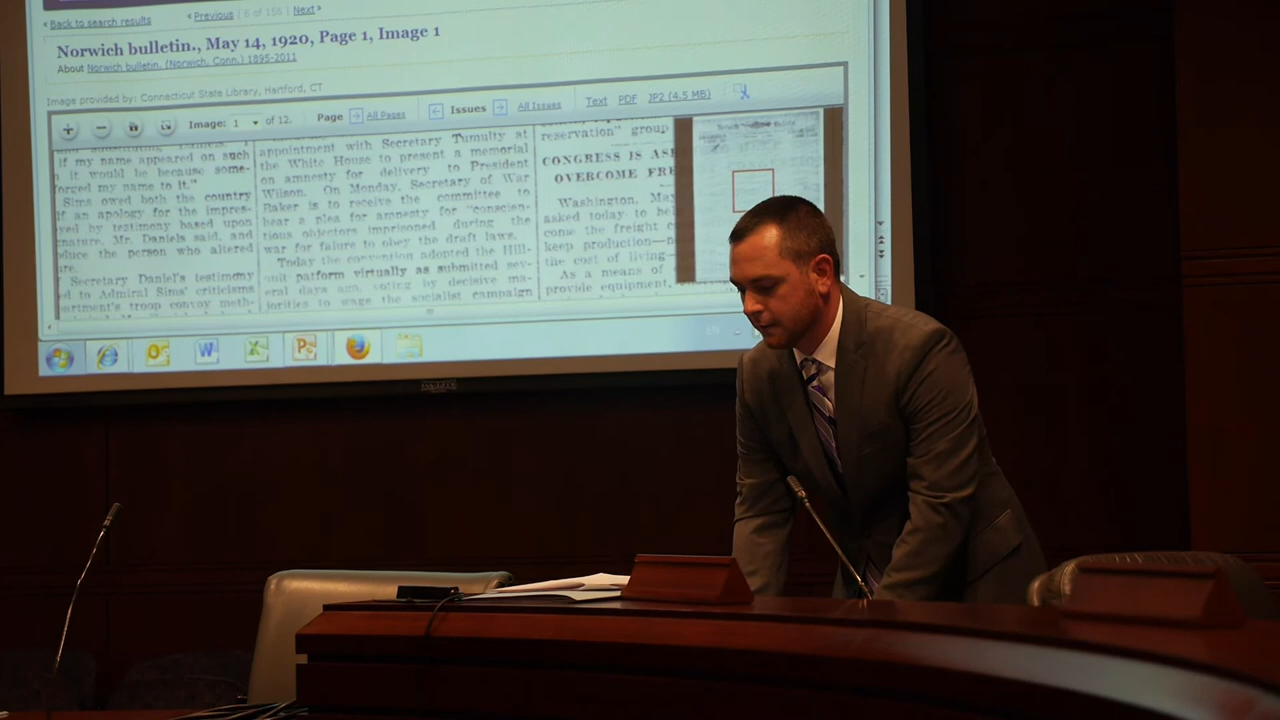 Back to search results
Previous | 6 of 156 | Next
Norwich bulletin., May 14, 1920, Page 1, Image 1
About Norwich bulletin. (Norwich, Conn.) 1895-2011
Image provided by: Connecticut State Library, Hartford, CT
Image: 1 of 12. Page All Pages Issues All Issues Text PDF JP2 (4.5 MB)
if my name appeared on such
it would be because some-
forged my name to it."
Sims owed both the country
if an apology for the impres-
by testimony based upon
Mr. Daniels said, and
the person who altered
Secretary Daniel's testimony
to Admiral Sims' criticisms
troop convoy meth-
appointment with Secretary Tumulty at
the White House to present a memorial
on amnesty for delivery to President
Wilson. On Monday, Secretary of War
Baker is to receive the committee to
hear a plea for amnesty for "conscien-
tious objectors imprisoned during the
war for failure to obey the draft laws.
Today the convention adopted the Hill-
quit patform virtually as submitted sev-
eral days ago, voting by decisive ma-
jorities to wage the socialist campaign
reservation" group
CONGRESS IS
OVERCOME
Washington, May
asked today to
come the freight
keep production—
the cost of living—
As a means of
provide equipment,
EN